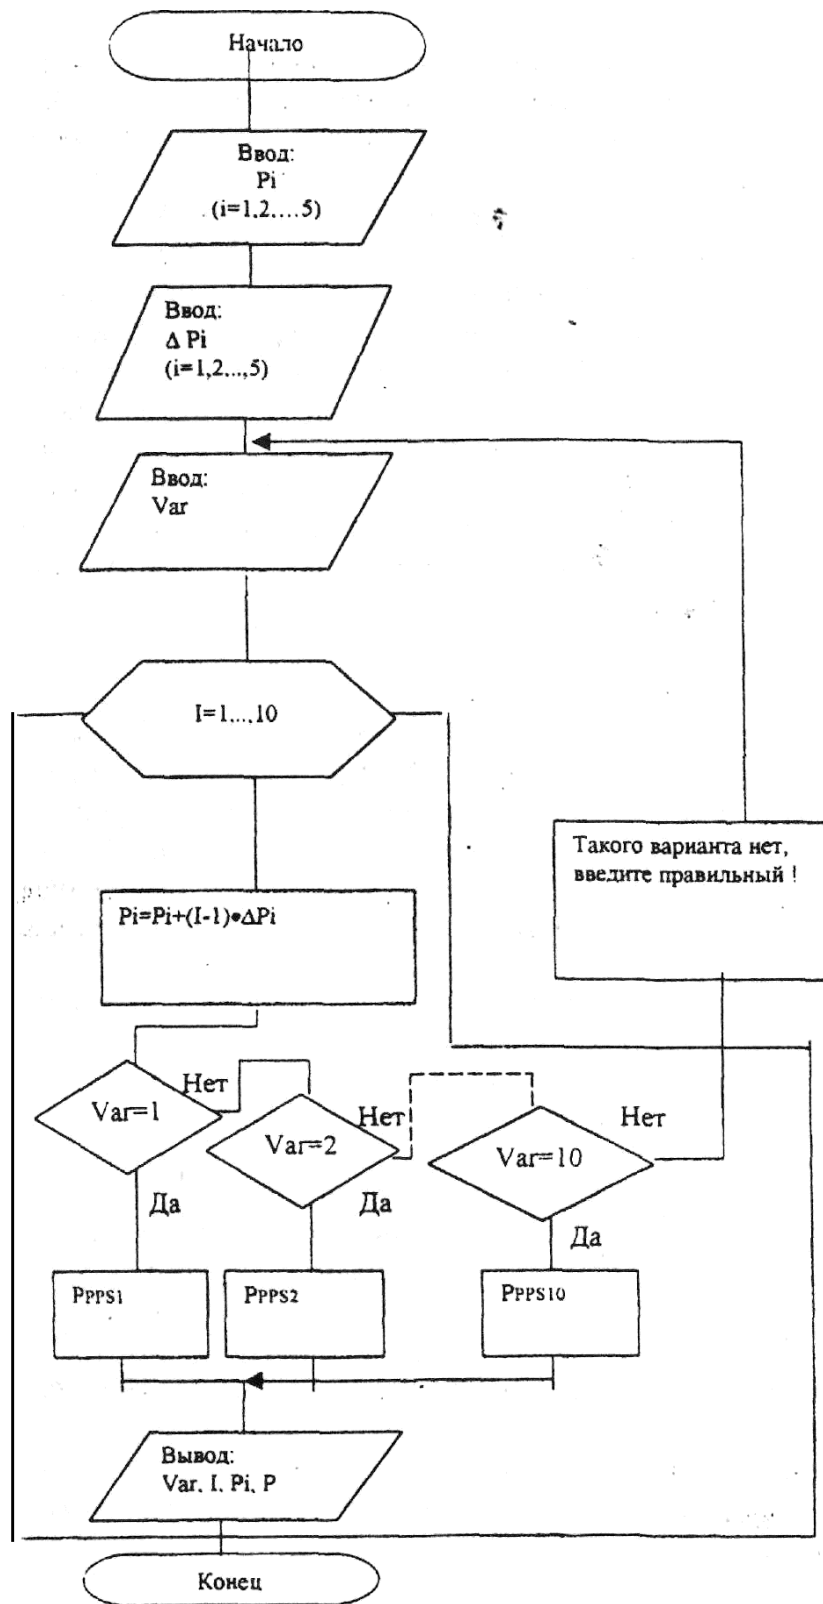 Начало
Ввод:
Pi
(i=1,2,...5)
Ввод:
Δ Pi
(i=1,2...,5)
Ввод:
Var
I=1...,10
Такого варианта нет,
введите правильный !
Pi=Pi+(I-1)•ΔPi
Var=1
Нет
Var=2
Нет
Var=10
Нет
Да
Да
Да
PPPS1
PPPS2
PPPS10
Вывод:
Var, I, Pi, P
Конец